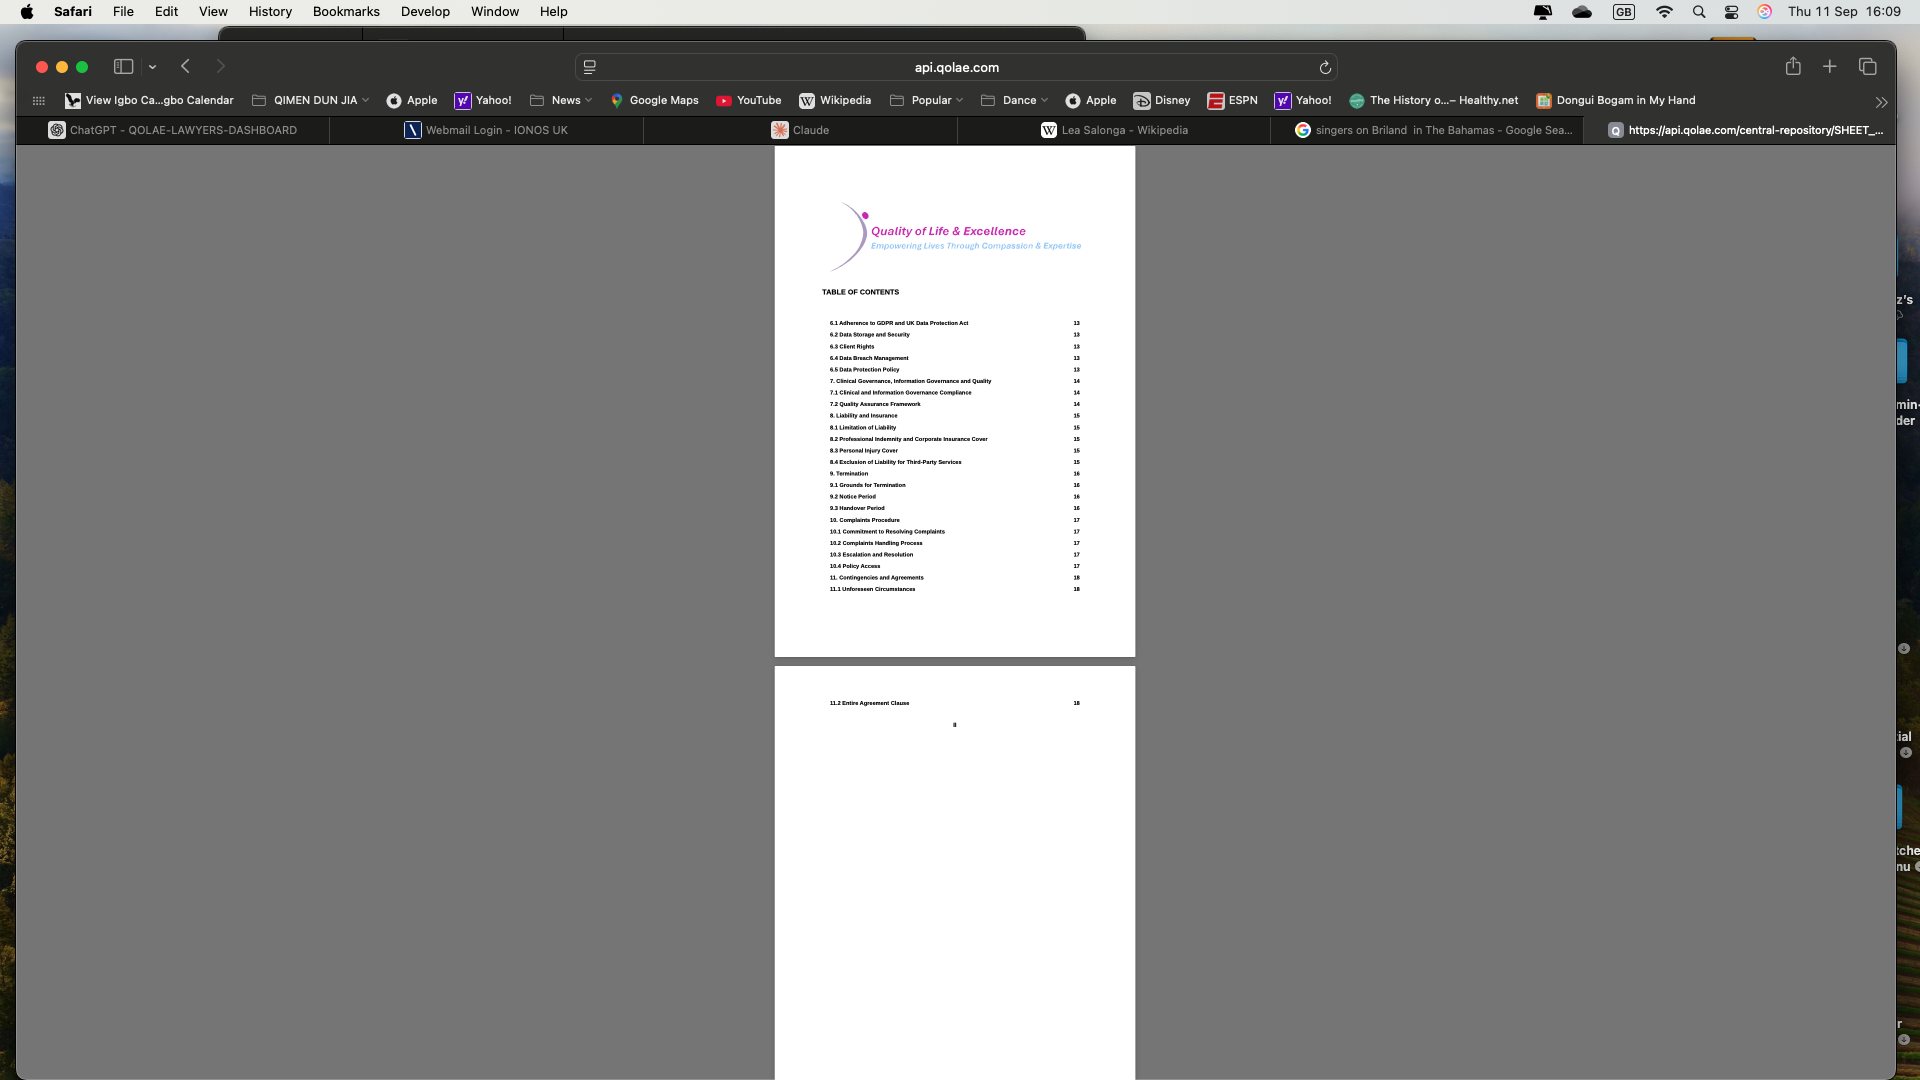 Safari File Edit View History Bookmarks Develop Window Help GB Thu 11 Sep 16:09
api.qolae.com
View Igbo Ca...gbo Calendar QIMEN DUN JIA Apple Yahoo! News Google Maps YouTube Wikipedia Popular Dance Apple Disney ESPN Yahoo! The History o...– Healthy.net Dongui Bogam in My Hand
ChatGPT - QOLAE-LAWYERS-DASHBOARD Webmail Login - IONOS UK Claude Lea Salonga - Wikipedia singers on Briland in The Bahamas - Google Sea... https://api.qolae.com/central-repository/SHEET_...
Quality of Life & Excellence
Empowering Lives Through Compassion & Expertise
TABLE OF CONTENTS
6.1 Adherence to GDPR and UK Data Protection Act 13
6.2 Data Storage and Security 13
6.3 Client Rights 13
6.4 Data Breach Management 13
6.5 Data Protection Policy 13
7. Clinical Governance, Information Governance and Quality 14
7.1 Clinical and Information Governance Compliance 14
7.2 Quality Assurance Framework 14
8. Liability and Insurance 15
8.1 Limitation of Liability 15
8.2 Professional Indemnity and Corporate Insurance Cover 15
8.3 Personal Injury Cover 15
8.4 Exclusion of Liability for Third-Party Services 15
9. Termination 16
9.1 Grounds for Termination 16
9.2 Notice Period 16
9.3 Handover Period 16
10. Complaints Procedure 17
10.1 Commitment to Resolving Complaints 17
10.2 Complaints Handling Process 17
10.3 Escalation and Resolution 17
10.4 Policy Access 17
11. Contingencies and Agreements 18
11.1 Unforeseen Circumstances 18
11.2 Entire Agreement Clause 18
II
z's
min-
der
ial
tche
nu
r